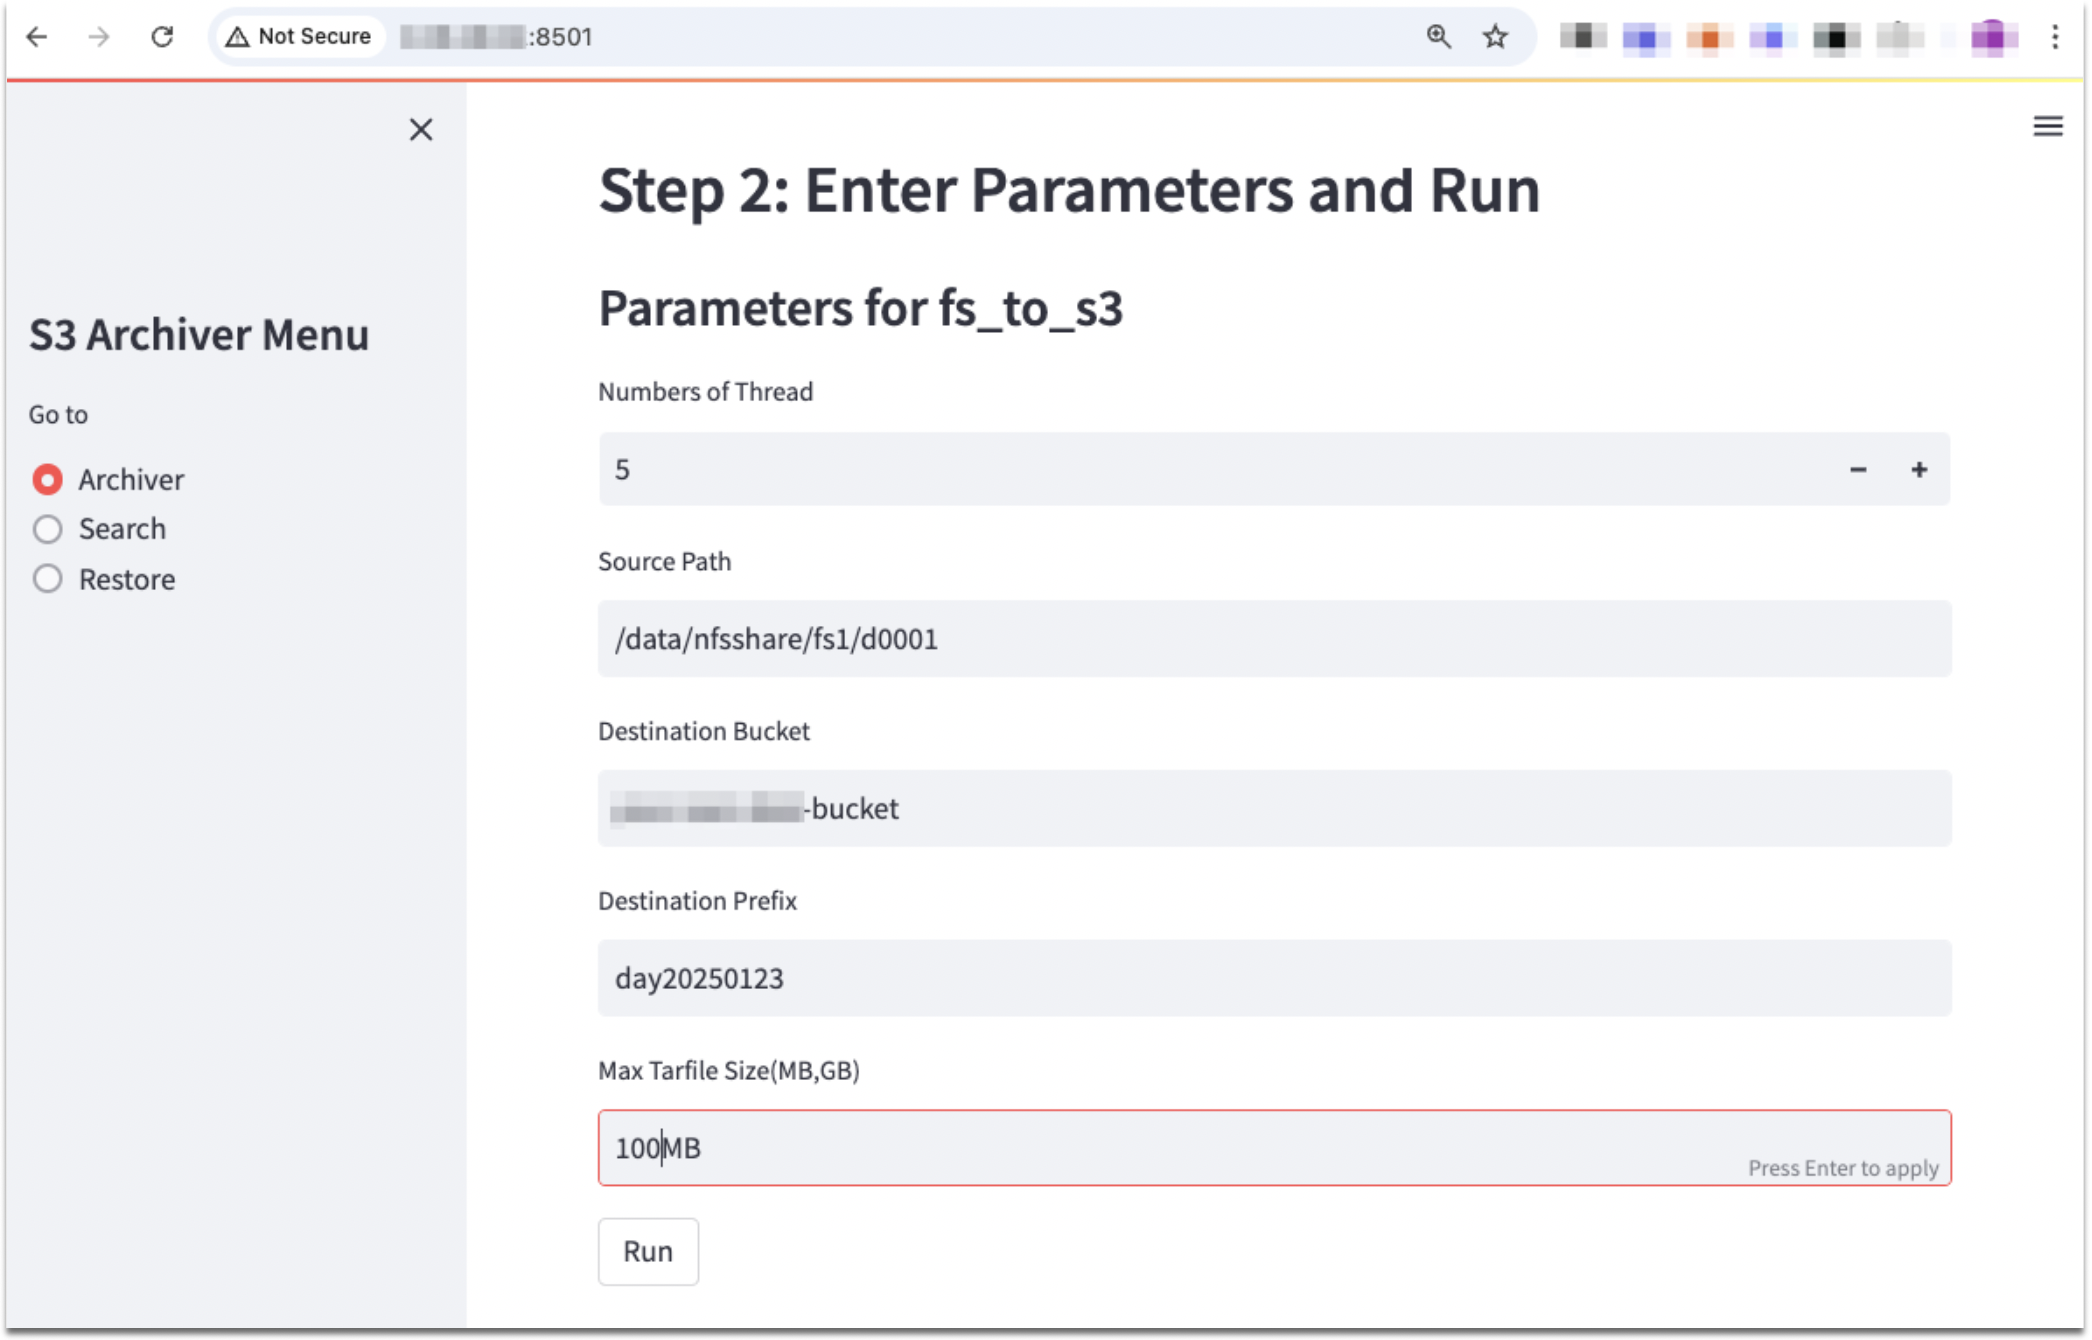 Not Secure :8501
S3 Archiver Menu
Go to
Archiver
Search
Restore
Step 2: Enter Parameters and Run
Parameters for fs_to_s3
Numbers of Thread
5
Source Path
/data/nfsshare/fs1/d0001
Destination Bucket
-bucket
Destination Prefix
day20250123
Max Tarfile Size(MB,GB)
100MB
Press Enter to apply
Run